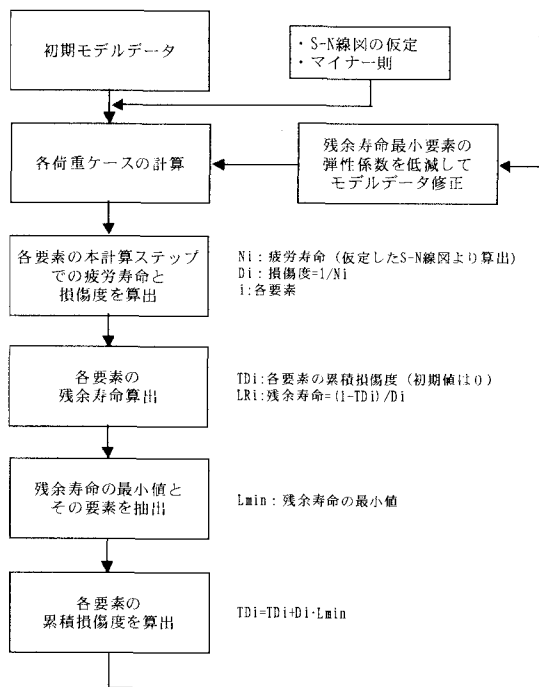 初期モデルデータ
・S-N線図の仮定
・マイナー則
各荷重ケースの計算
残余寿命最小要素の
弾性係数を低減して
モデルデータ修正
各要素の本計算ステップ
での疲労寿命と
損傷度を算出
Ni:疲労寿命(仮定したS-N線図より算出)
Di:損傷度=1/Ni
i:各要素
各要素の
残余寿命算出
TDi:各要素の累積損傷度(初期値は0)
LRi:残余寿命=(1-TDi)/Di
残余寿命の最小値と
その要素を抽出
Lmin:残余寿命の最小値
各要素の
累積損傷度を算出
TDi=TDi+Di·Lmin